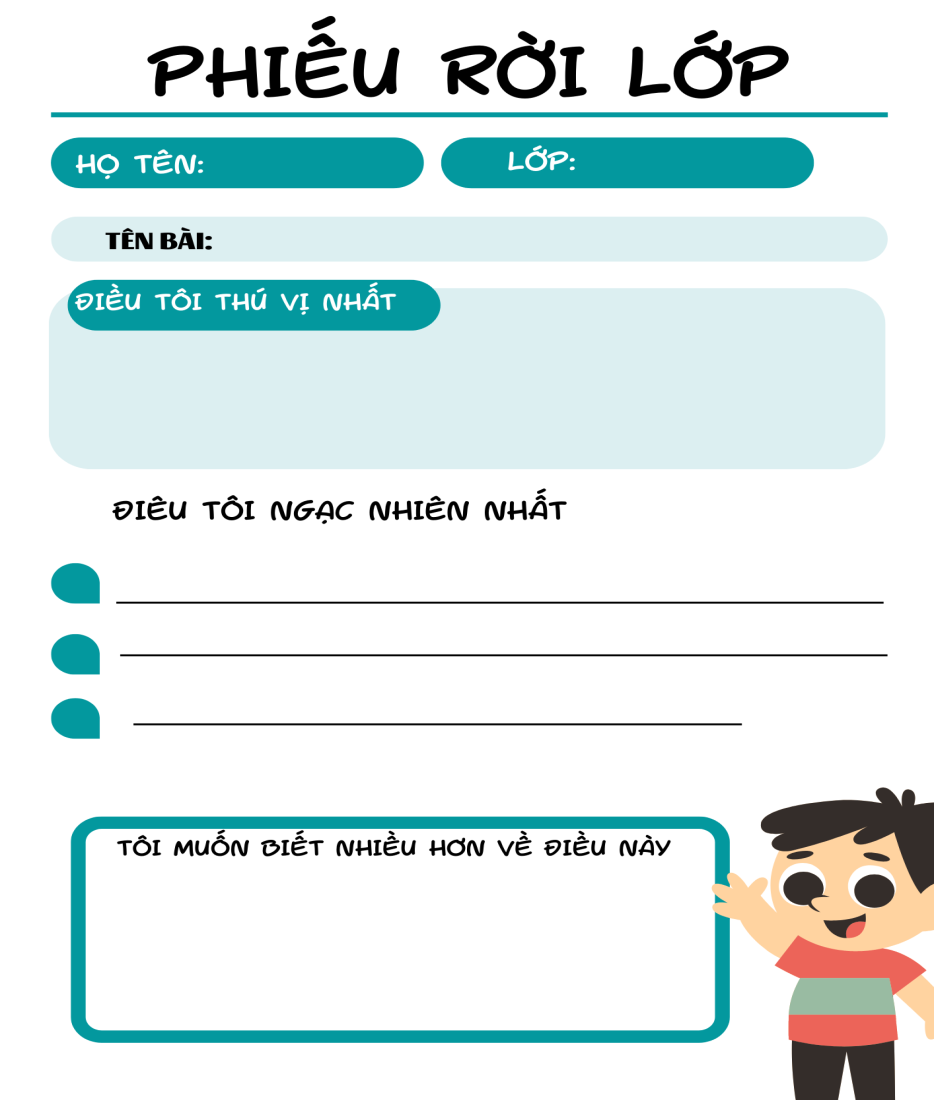 PHIẾU RỜI LỚP
HỌ TÊN:
LỚP:
TÊN BÀI:
ĐIỀU TÔI THÚ VỊ NHẤT
ĐIÊU TÔI NGẠC NHIÊN NHẤT
TÔI MUỐN BIẾT NHIỀU HƠN VỀ ĐIỀU NÀY